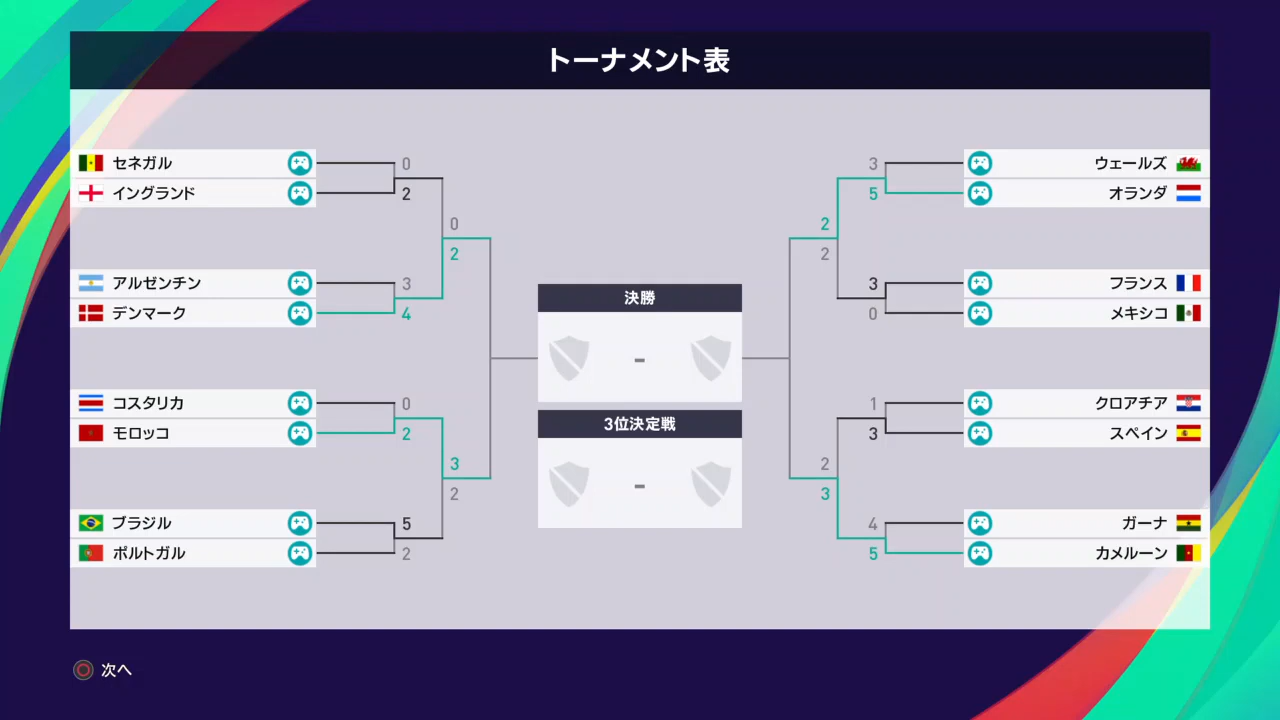 トーナメント表
セネガル 0
イングランド 2
0
2
アルゼンチン 3
デンマーク 4
コスタリカ 0
モロッコ 2
3
2
ブラジル 5
ポルトガル 2
決勝
-
3位決定戦
-
3 ウェールズ
5 オランダ
2
2
3 フランス
0 メキシコ
1 クロアチア
3 スペイン
2
3
4 ガーナ
5 カメルーン
次へ